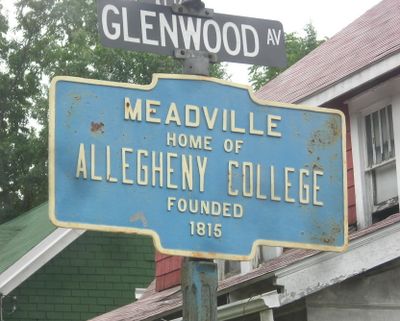 GLENWOOD AV
MEADVILLE
HOME OF
ALLEGHENY COLLEGE
FOUNDED
1815